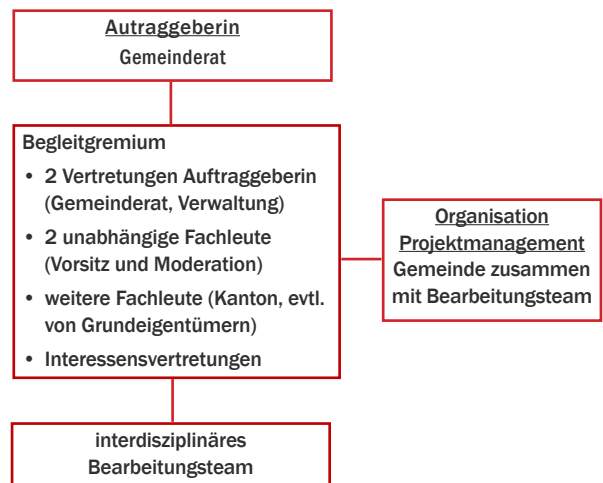 Autraggeberin
Gemeinderat
Begleitgremium
• 2 Vertretungen Auftraggeberin
(Gemeinderat, Verwaltung)
• 2 unabhängige Fachleute
(Vorsitz und Moderation)
• weitere Fachleute (Kanton, evtl.
von Grundeigentümern)
• Interessensvertretungen
Organisation
Projektmanagement
Gemeinde zusammen
mit Bearbeitungsteam
interdisziplinäres
Bearbeitungsteam